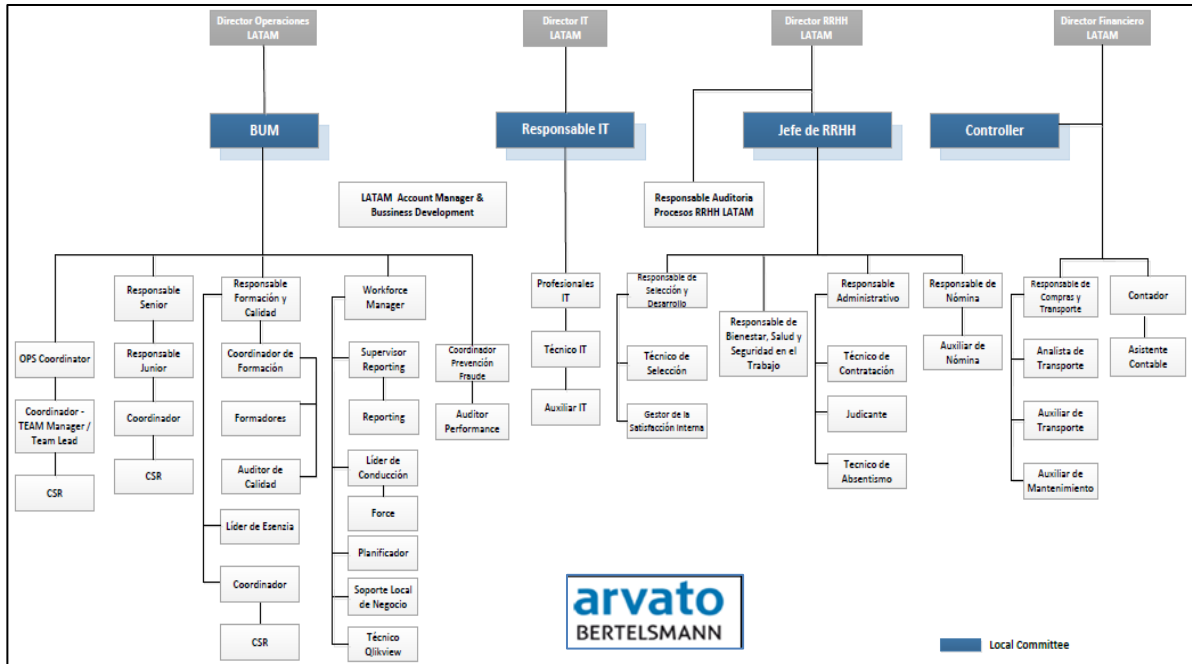 Director Operaciones
LATAM
Director IT
LATAM
Director RRHH
LATAM
Director Financiero
LATAM
BUM
Responsable IT
Jefe de RRHH
Controller
LATAM Account Manager &
Bussiness Development
Responsable Auditoria
Procesos RRHH LATAM
OPS Coordinator
Coordinador -
TEAM Manager /
Team Lead
CSR
Responsable
Senior
Responsable
Junior
Coordinador
CSR
Responsable
Formación y
Calidad
Coordinador de
Formación
Formadores
Auditor de
Calidad
Líder de Esenzia
Coordinador
CSR
Workforce
Manager
Supervisor
Reporting
Reporting
Líder de
Conducción
Force
Planificador
Soporte Local
de Negocio
Técnico
Qlikview
Coordinador
Prevención
Fraude
Auditor
Performance
Profesionales
IT
Técnico IT
Auxiliar IT
Responsable de
Selección y
Desarrollo
Técnico de
Selección
Gestor de la
Satisfacción Interna
Responsable de
Bienestar, Salud y
Seguridad en el
Trabajo
Responsable
Administrativo
Técnico de
Contratación
Judicante
Tecnico de
Absentismo
Responsable de
Nómina
Auxiliar de
Nómina
Responsable de
Compras y
Transporte
Analista de
Transporte
Auxiliar de
Transporte
Auxiliar de
Mantenimiento
Contador
Asistente
Contable
arvato
BERTELSMANN
Local Committee